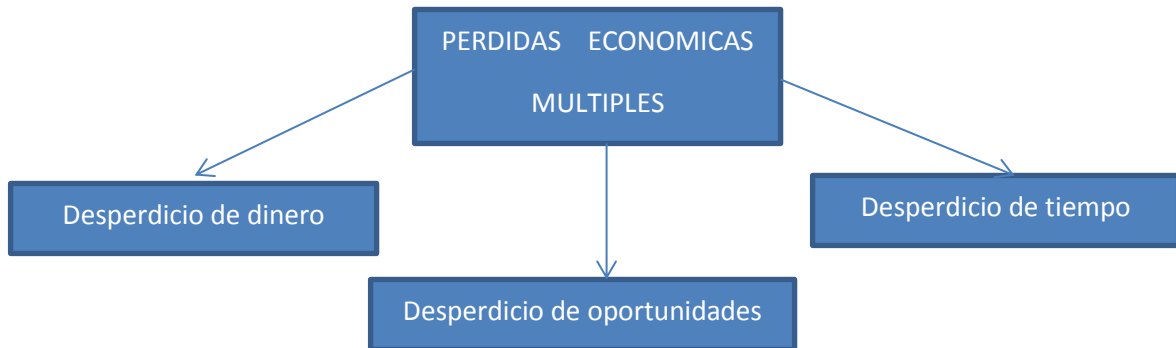 PERDIDAS ECONOMICAS
MULTIPLES
Desperdicio de dinero
Desperdicio de tiempo
Desperdicio de oportunidades